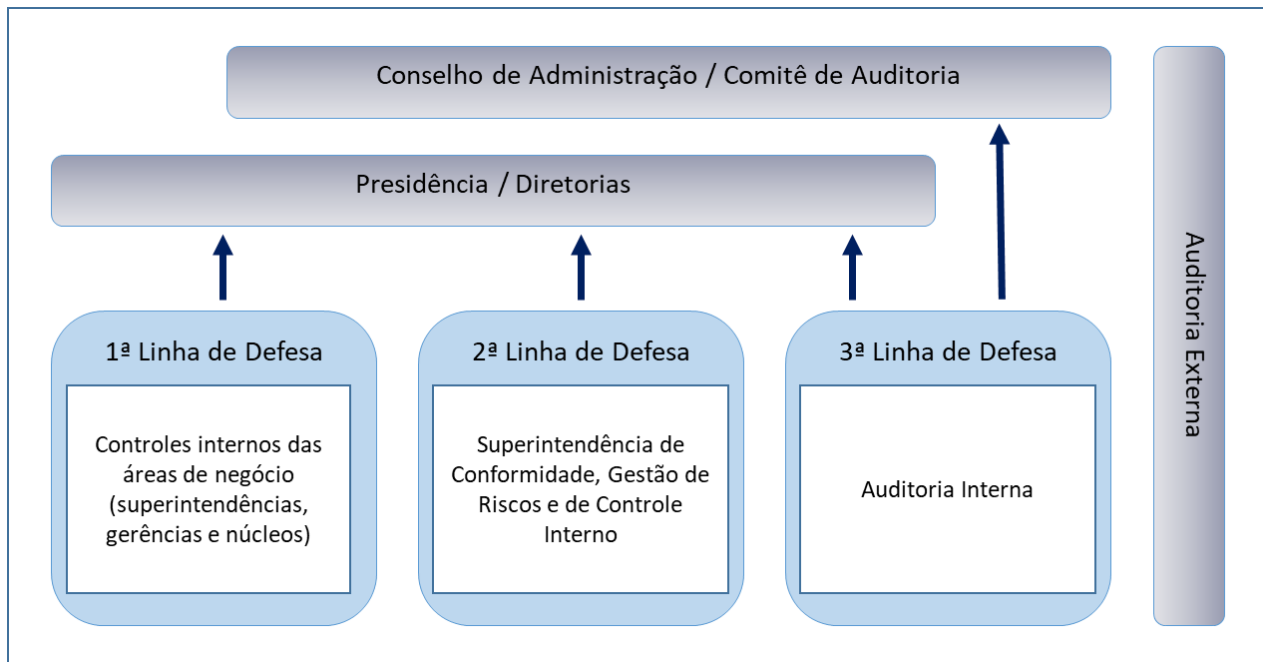 Conselho de Administração / Comitê de Auditoria
Presidência / Diretorias
1ª Linha de Defesa
Controles internos das
áreas de negócio
(superintendências,
gerências e núcleos)
2ª Linha de Defesa
Superintendência de
Conformidade, Gestão de
Riscos e de Controle
Interno
3ª Linha de Defesa
Auditoria Interna
Auditoria Externa